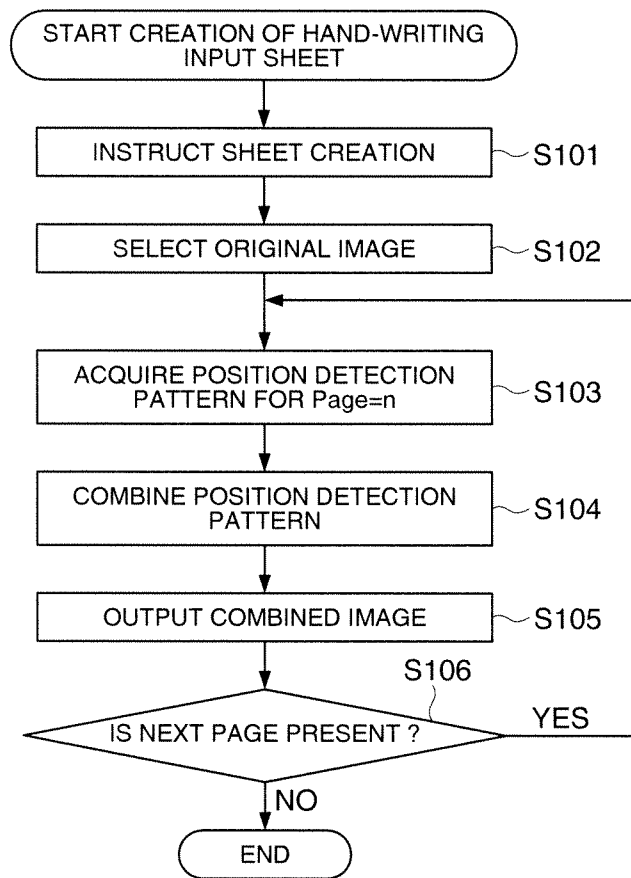 START CREATION OF HAND-WRITING
INPUT SHEET
INSTRUCT SHEET CREATION
S101
SELECT ORIGINAL IMAGE
S102
ACQUIRE POSITION DETECTION
PATTERN FOR Page=n
S103
COMBINE POSITION DETECTION
PATTERN
S104
OUTPUT COMBINED IMAGE
S105
S106
IS NEXT PAGE PRESENT ?
YES
NO
END